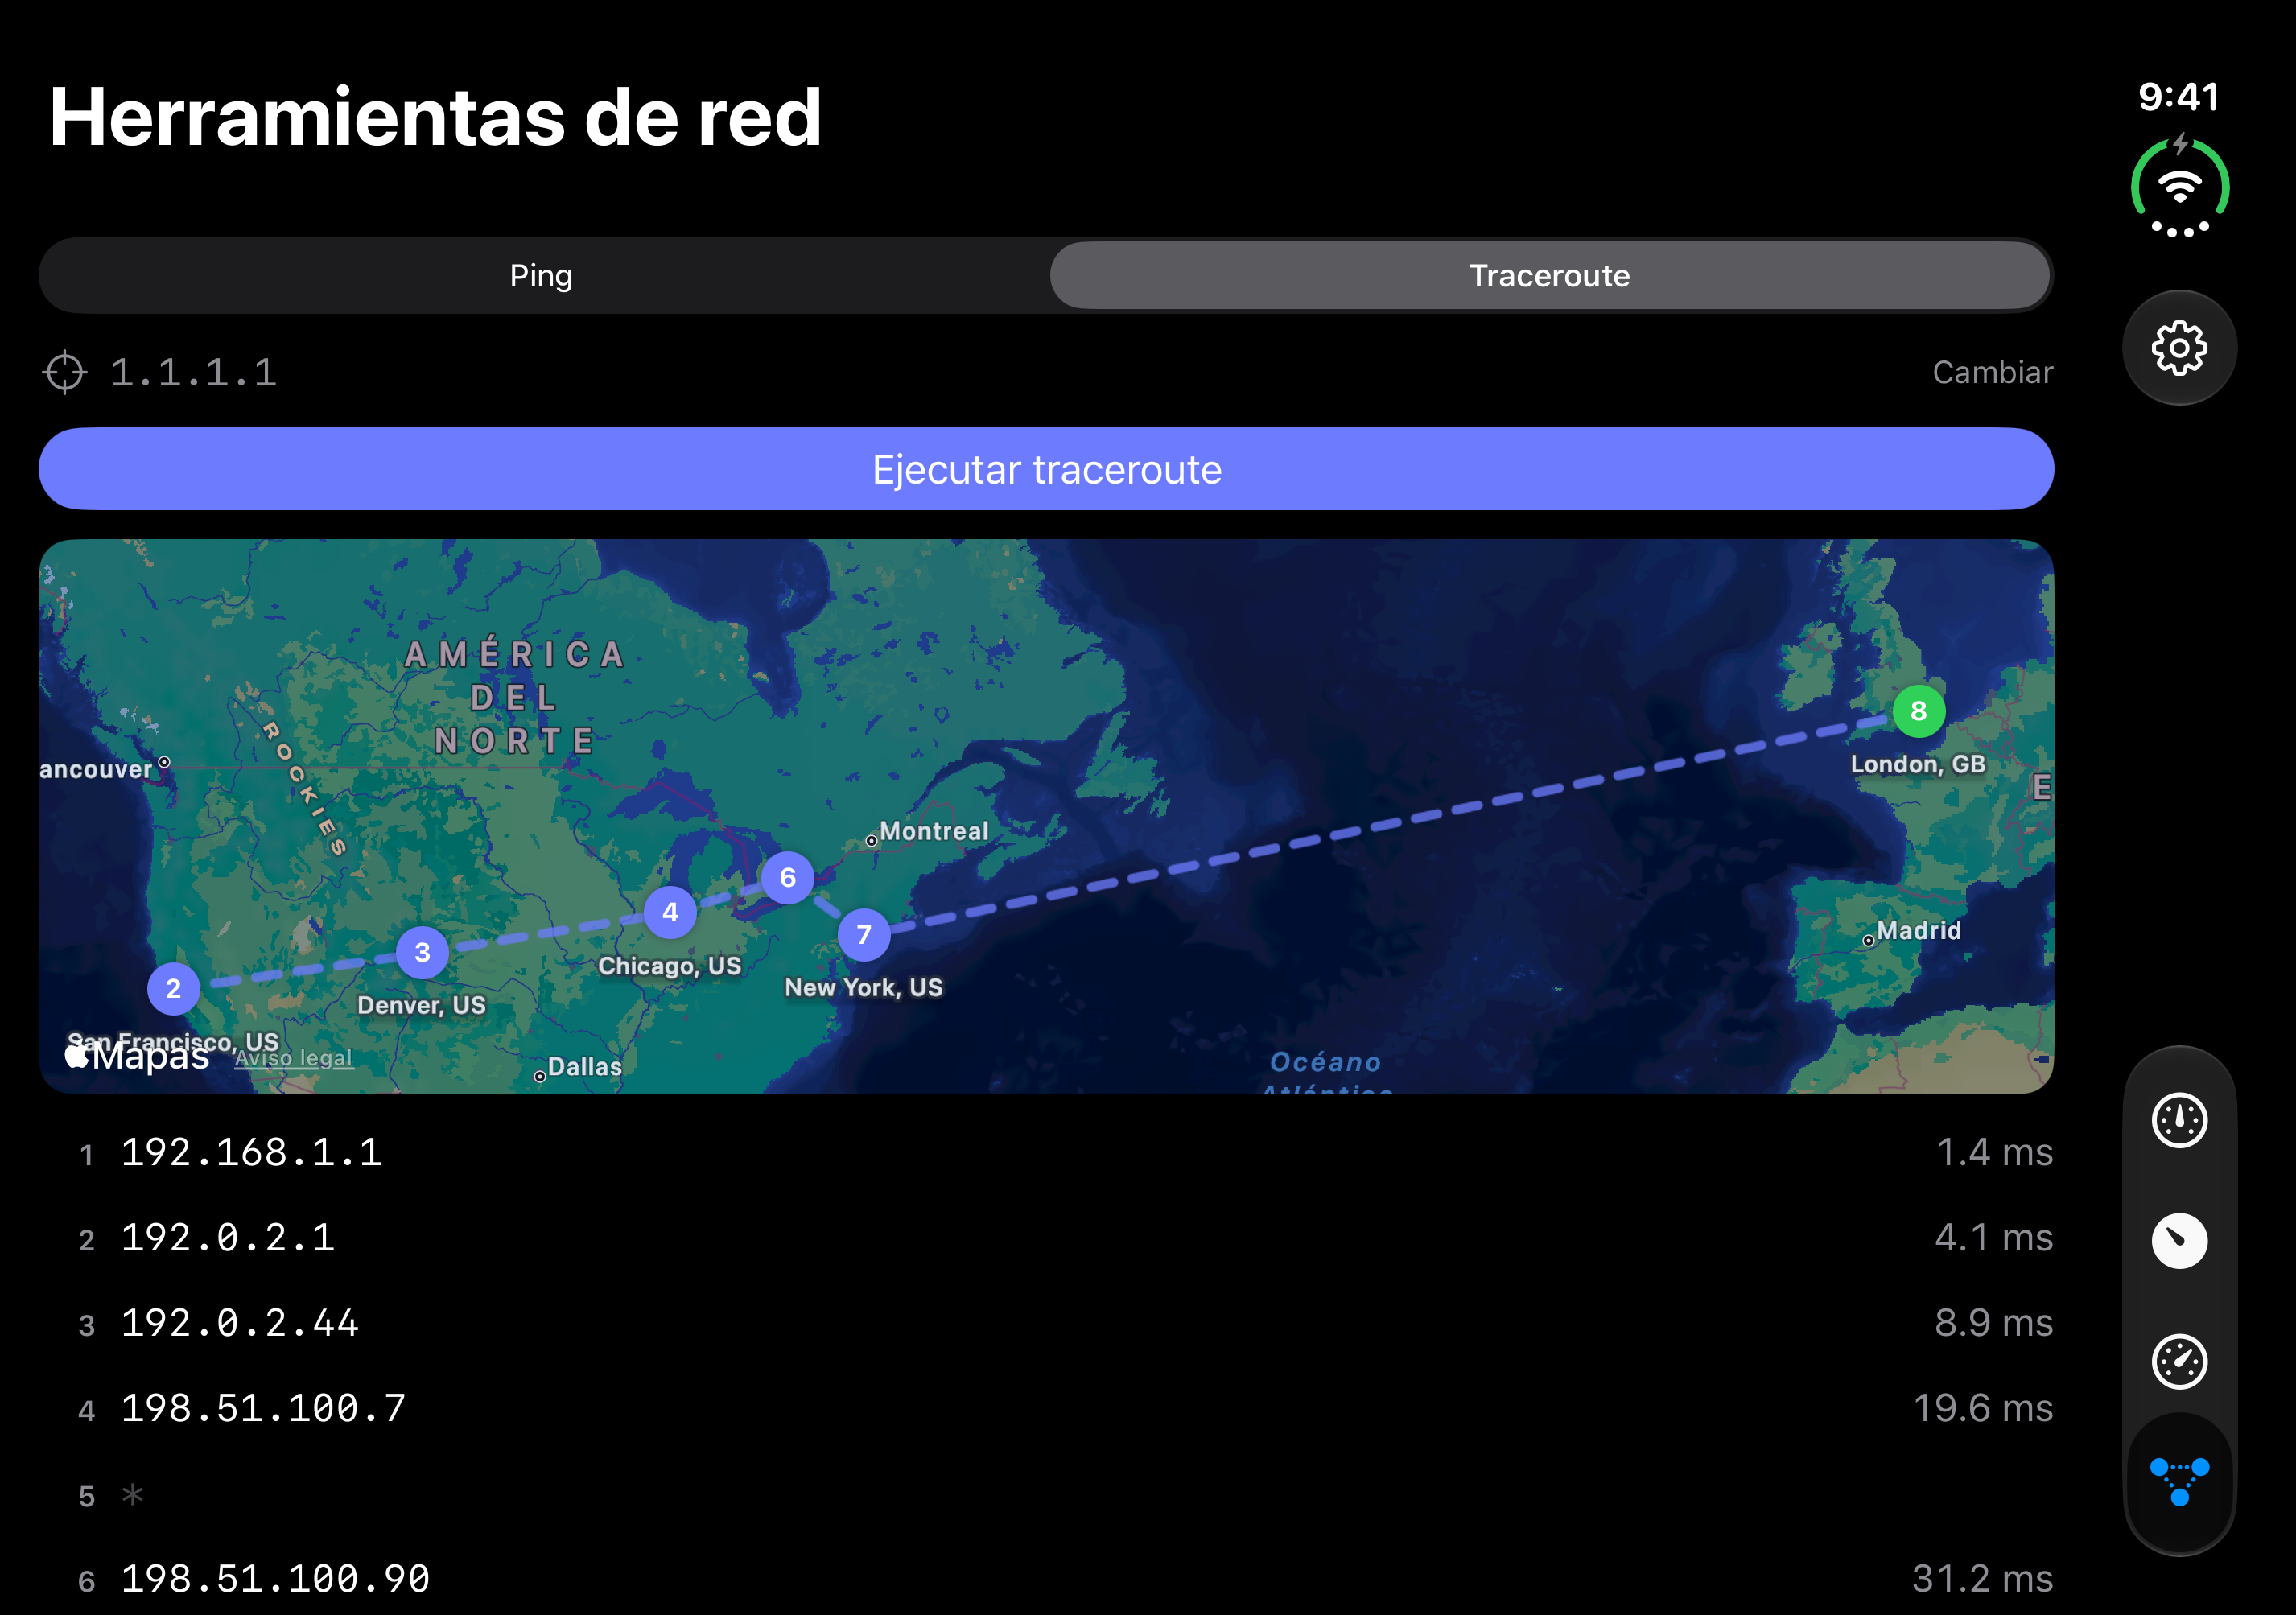 Herramientas de red
9:41
Ping
Traceroute
1.1.1.1
Cambiar
Ejecutar traceroute
AMÉRICA
DEL
NORTE
ROCKIES
ancouver
Montreal
8
London, GB
E
6
4
7
3
2
Chicago, US
New York, US
Denver, US
Madrid
San Francisco, US
Mapas
Aviso legal
Dallas
Océano
Atlántico
1 192.168.1.1 1.4 ms
2 192.0.2.1 4.1 ms
3 192.0.2.44 8.9 ms
4 198.51.100.7 19.6 ms
5 *
6 198.51.100.90 31.2 ms